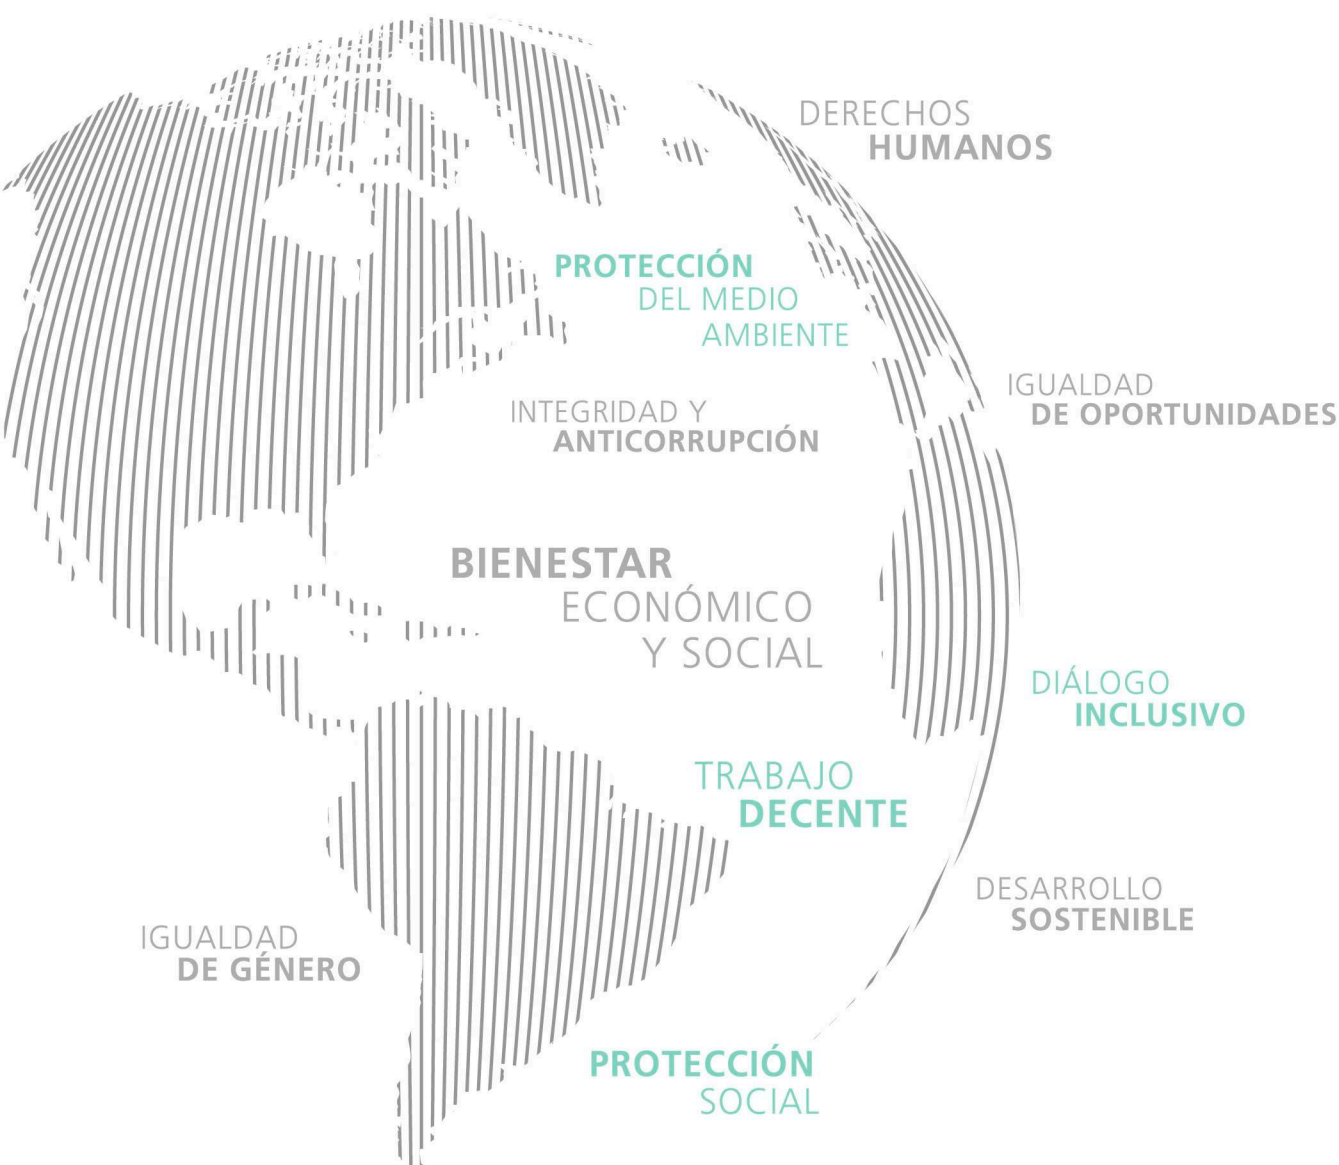 DERECHOS
HUMANOS
PROTECCIÓN
DEL MEDIO
AMBIENTE
IGUALDAD
DE OPORTUNIDADES
INTEGRIDAD Y
ANTICORRUPCIÓN
BIENESTAR
ECONÓMICO
Y SOCIAL
DIÁLOGO
INCLUSIVO
TRABAJO
DECENTE
DESARROLLO
SOSTENIBLE
IGUALDAD
DE GÉNERO
PROTECCIÓN
SOCIAL